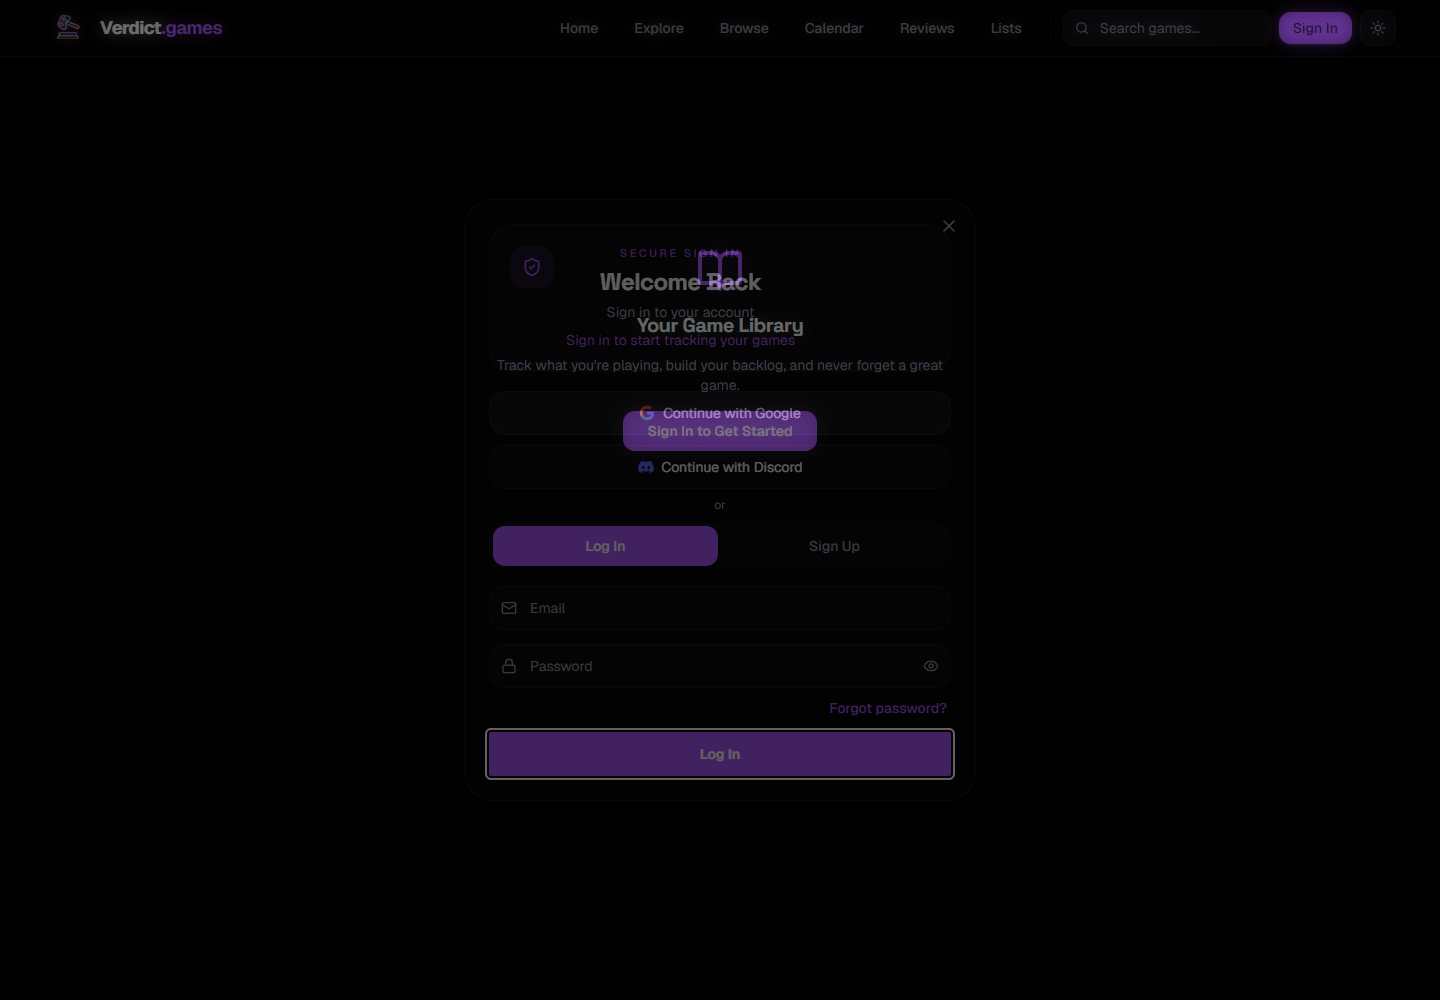 Verdict.games
Home
Explore
Browse
Calendar
Reviews
Lists
Search games...
Sign In
SECURE SIGN IN
Welcome Back
Sign in to your account
Your Game Library
Sign in to start tracking your games
Track what you're playing, build your backlog, and never forget a great
game.
Continue with Google
Sign In to Get Started
Continue with Discord
or
Log In
Sign Up
Email
Password
Forgot password?
Log In